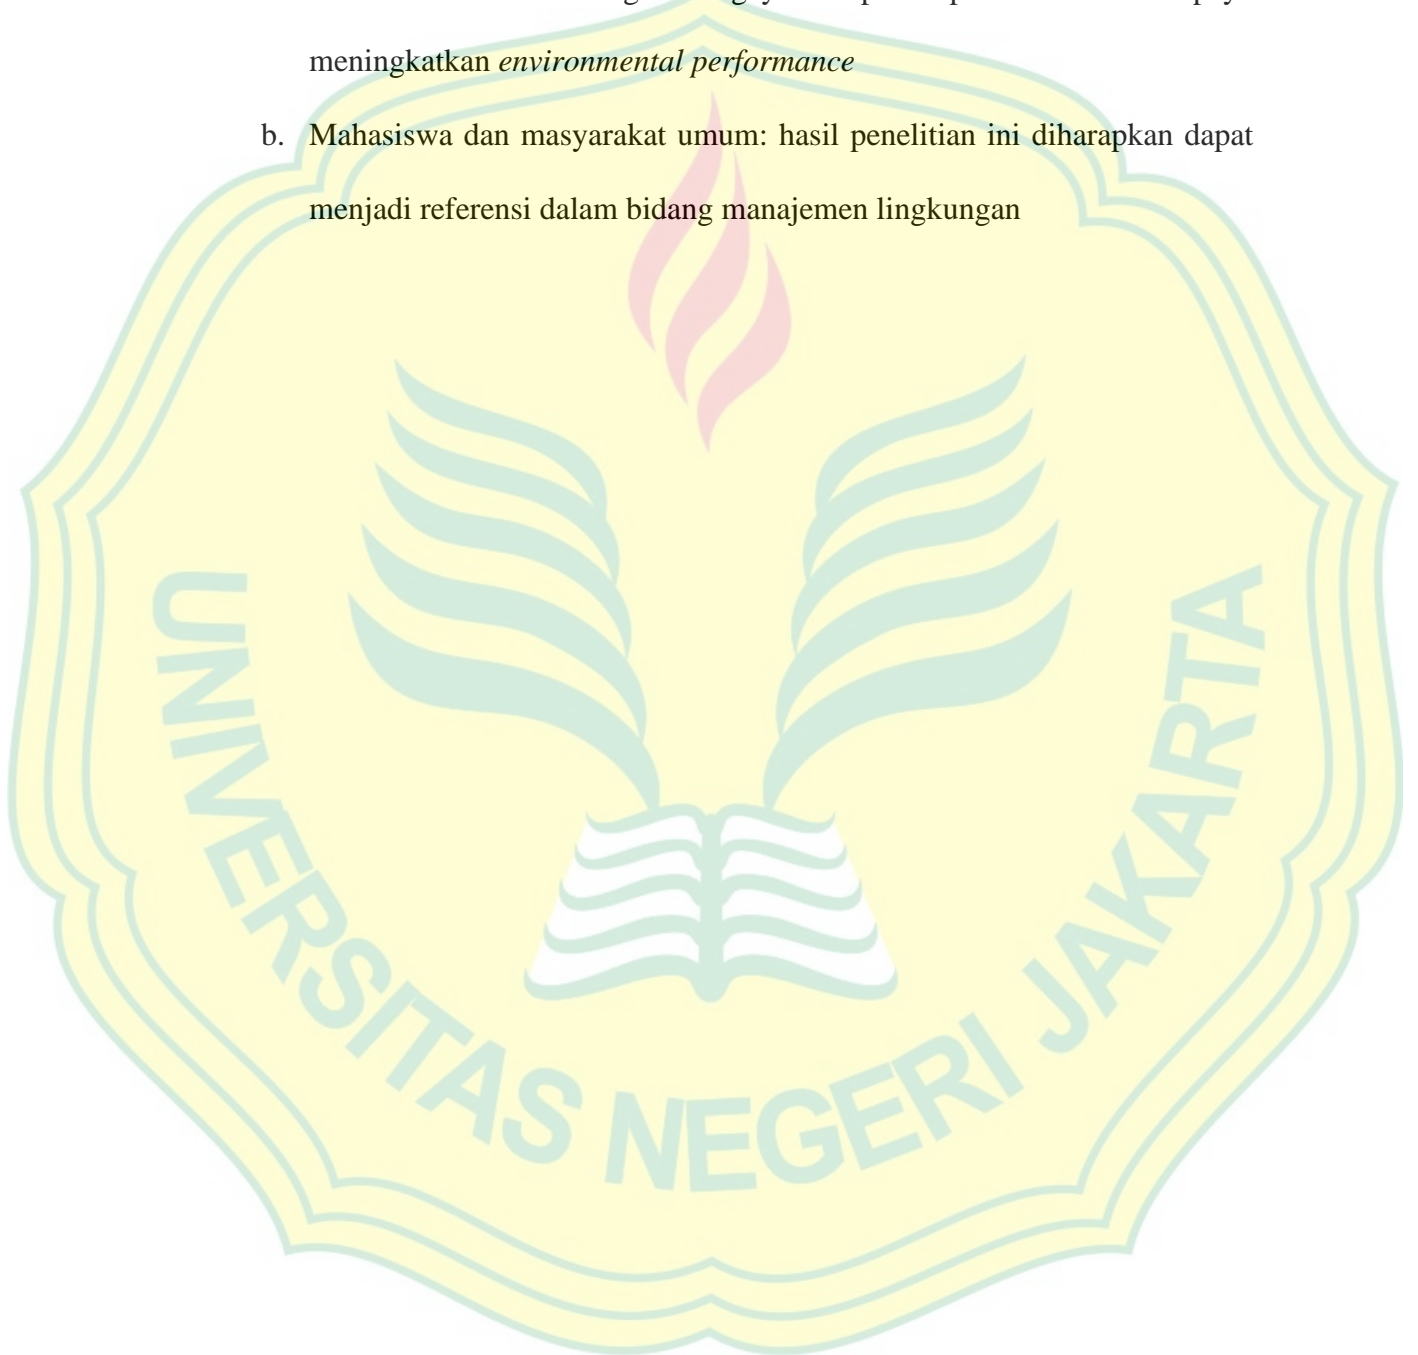 meningkatkan environmental performance
b. Mahasiswa dan masyarakat umum: hasil penelitian ini diharapkan dapat
menjadi referensi dalam bidang manajemen lingkungan
UNIVERSITAS NEGERI JAKARTA